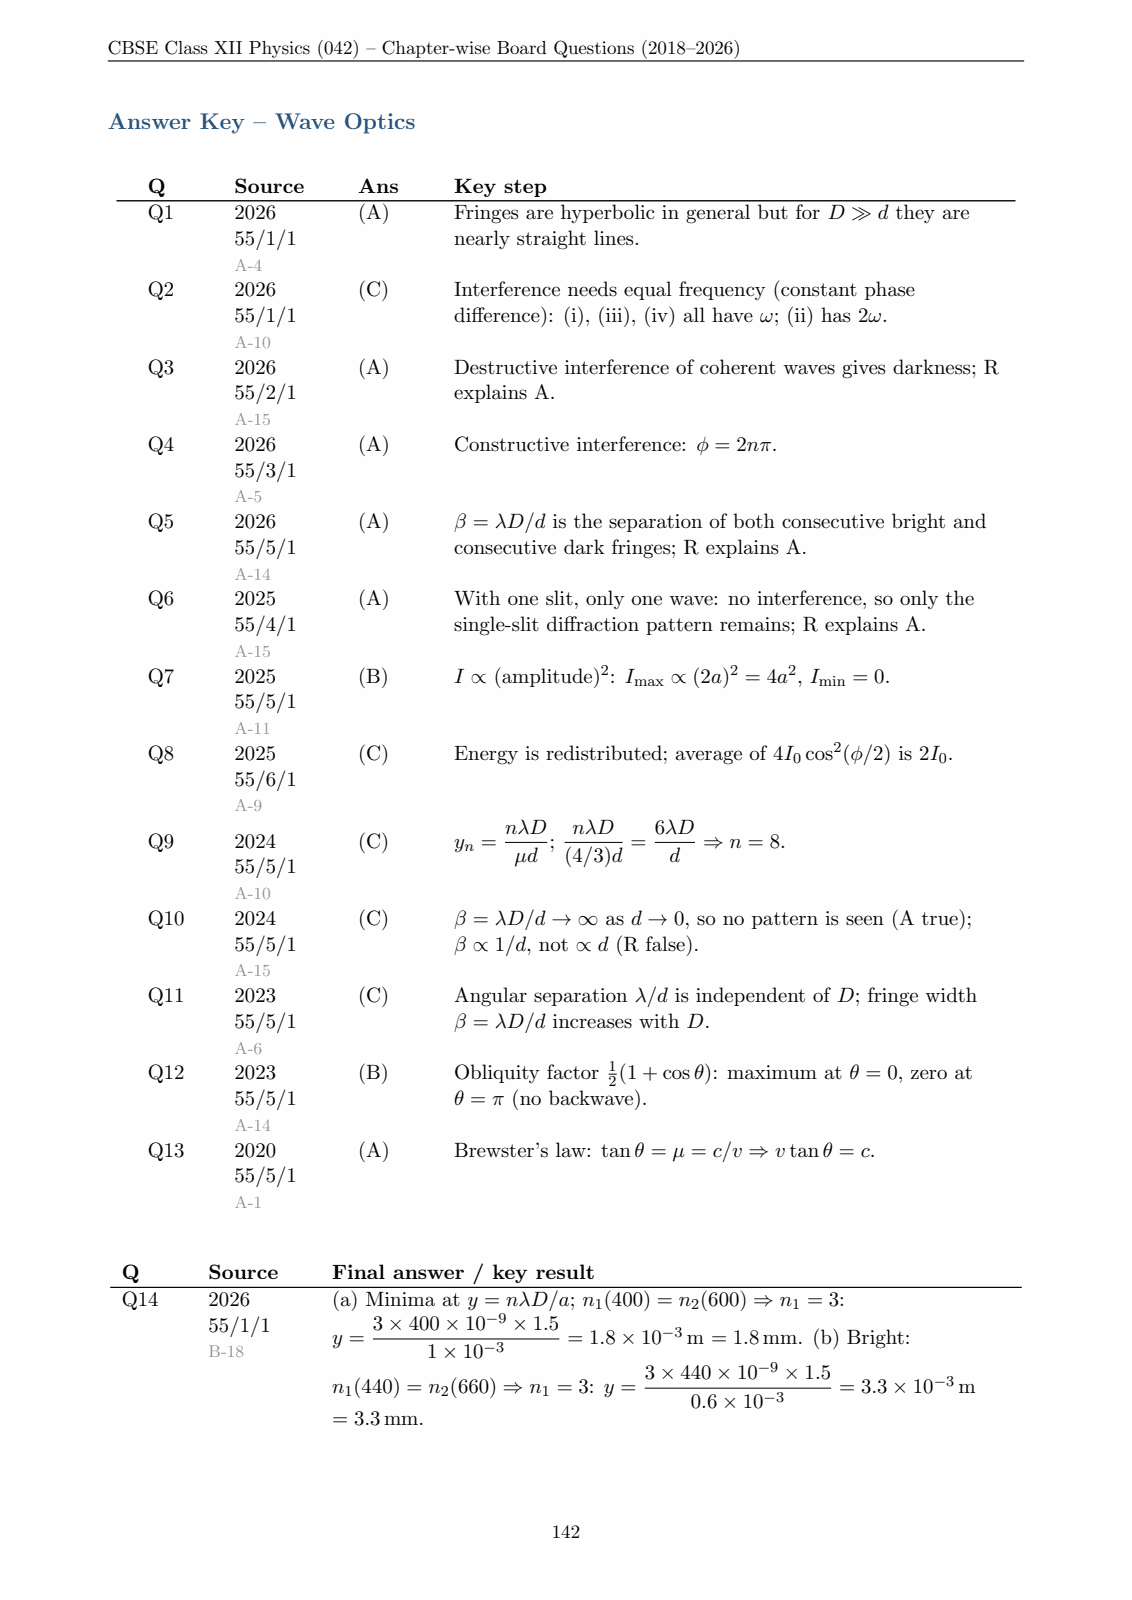 CBSE Class XII Physics (042) – Chapter-wise Board Questions (2018–2026)
Answer Key – Wave Optics
Q Source Ans Key step
Q1 2026 (A) Fringes are hyperbolic in general but for D ≫ d they are
55/1/1 nearly straight lines.
A-4
Q2 2026 (C) Interference needs equal frequency (constant phase
55/1/1 difference): (i), (iii), (iv) all have ω; (ii) has 2ω.
A-10
Q3 2026 (A) Destructive interference of coherent waves gives darkness; R
55/2/1 explains A.
A-15
Q4 2026 (A) Constructive interference: φ = 2nπ.
55/3/1
A-5
Q5 2026 (A) β = λD/d is the separation of both consecutive bright and
55/5/1 consecutive dark fringes; R explains A.
A-14
Q6 2025 (A) With one slit, only one wave: no interference, so only the
55/4/1 single-slit diffraction pattern remains; R explains A.
A-15
Q7 2025 (B) I ∝ (amplitude)²: I_max ∝ (2a)² = 4a², I_min = 0.
55/5/1
A-11
Q8 2025 (C) Energy is redistributed; average of 4I₀ cos²(φ/2) is 2I₀.
55/6/1
A-9
Q9 2024 (C) yₙ = nλD/μd; nλD/(4/3)d = 6λD/d ⇒ n = 8.
55/5/1
A-10
Q10 2024 (C) β = λD/d → ∞ as d → 0, so no pattern is seen (A true);
55/5/1 β ∝ 1/d, not ∝ d (R false).
A-15
Q11 2023 (C) Angular separation λ/d is independent of D; fringe width
55/5/1 β = λD/d increases with D.
A-6
Q12 2023 (B) Obliquity factor ½(1 + cos θ): maximum at θ = 0, zero at
55/5/1 θ = π (no backwave).
A-14
Q13 2020 (A) Brewster's law: tan θ = μ = c/v ⇒ v tan θ = c.
55/5/1
A-1
Q Source Final answer / key result
Q14 2026 (a) Minima at y = nλD/a; n₁(400) = n₂(600) ⇒ n₁ = 3:
55/1/1 y = 3 × 400 × 10⁻⁹ × 1.5 / 1 × 10⁻³ = 1.8 × 10⁻³ m = 1.8 mm. (b) Bright:
B-18
n₁(440) = n₂(660) ⇒ n₁ = 3: y = 3 × 440 × 10⁻⁹ × 1.5 / 0.6 × 10⁻³ = 3.3 × 10⁻³ m
= 3.3 mm.
142